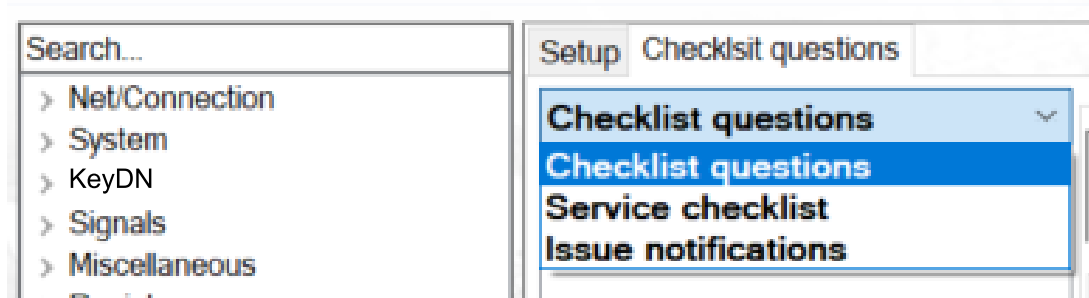 Search...
Net/Connection
System
KeyDN
Signals
Miscellaneous
Setup
Checklsit questions
Checklist questions
Checklist questions
Service checklist
Issue notifications